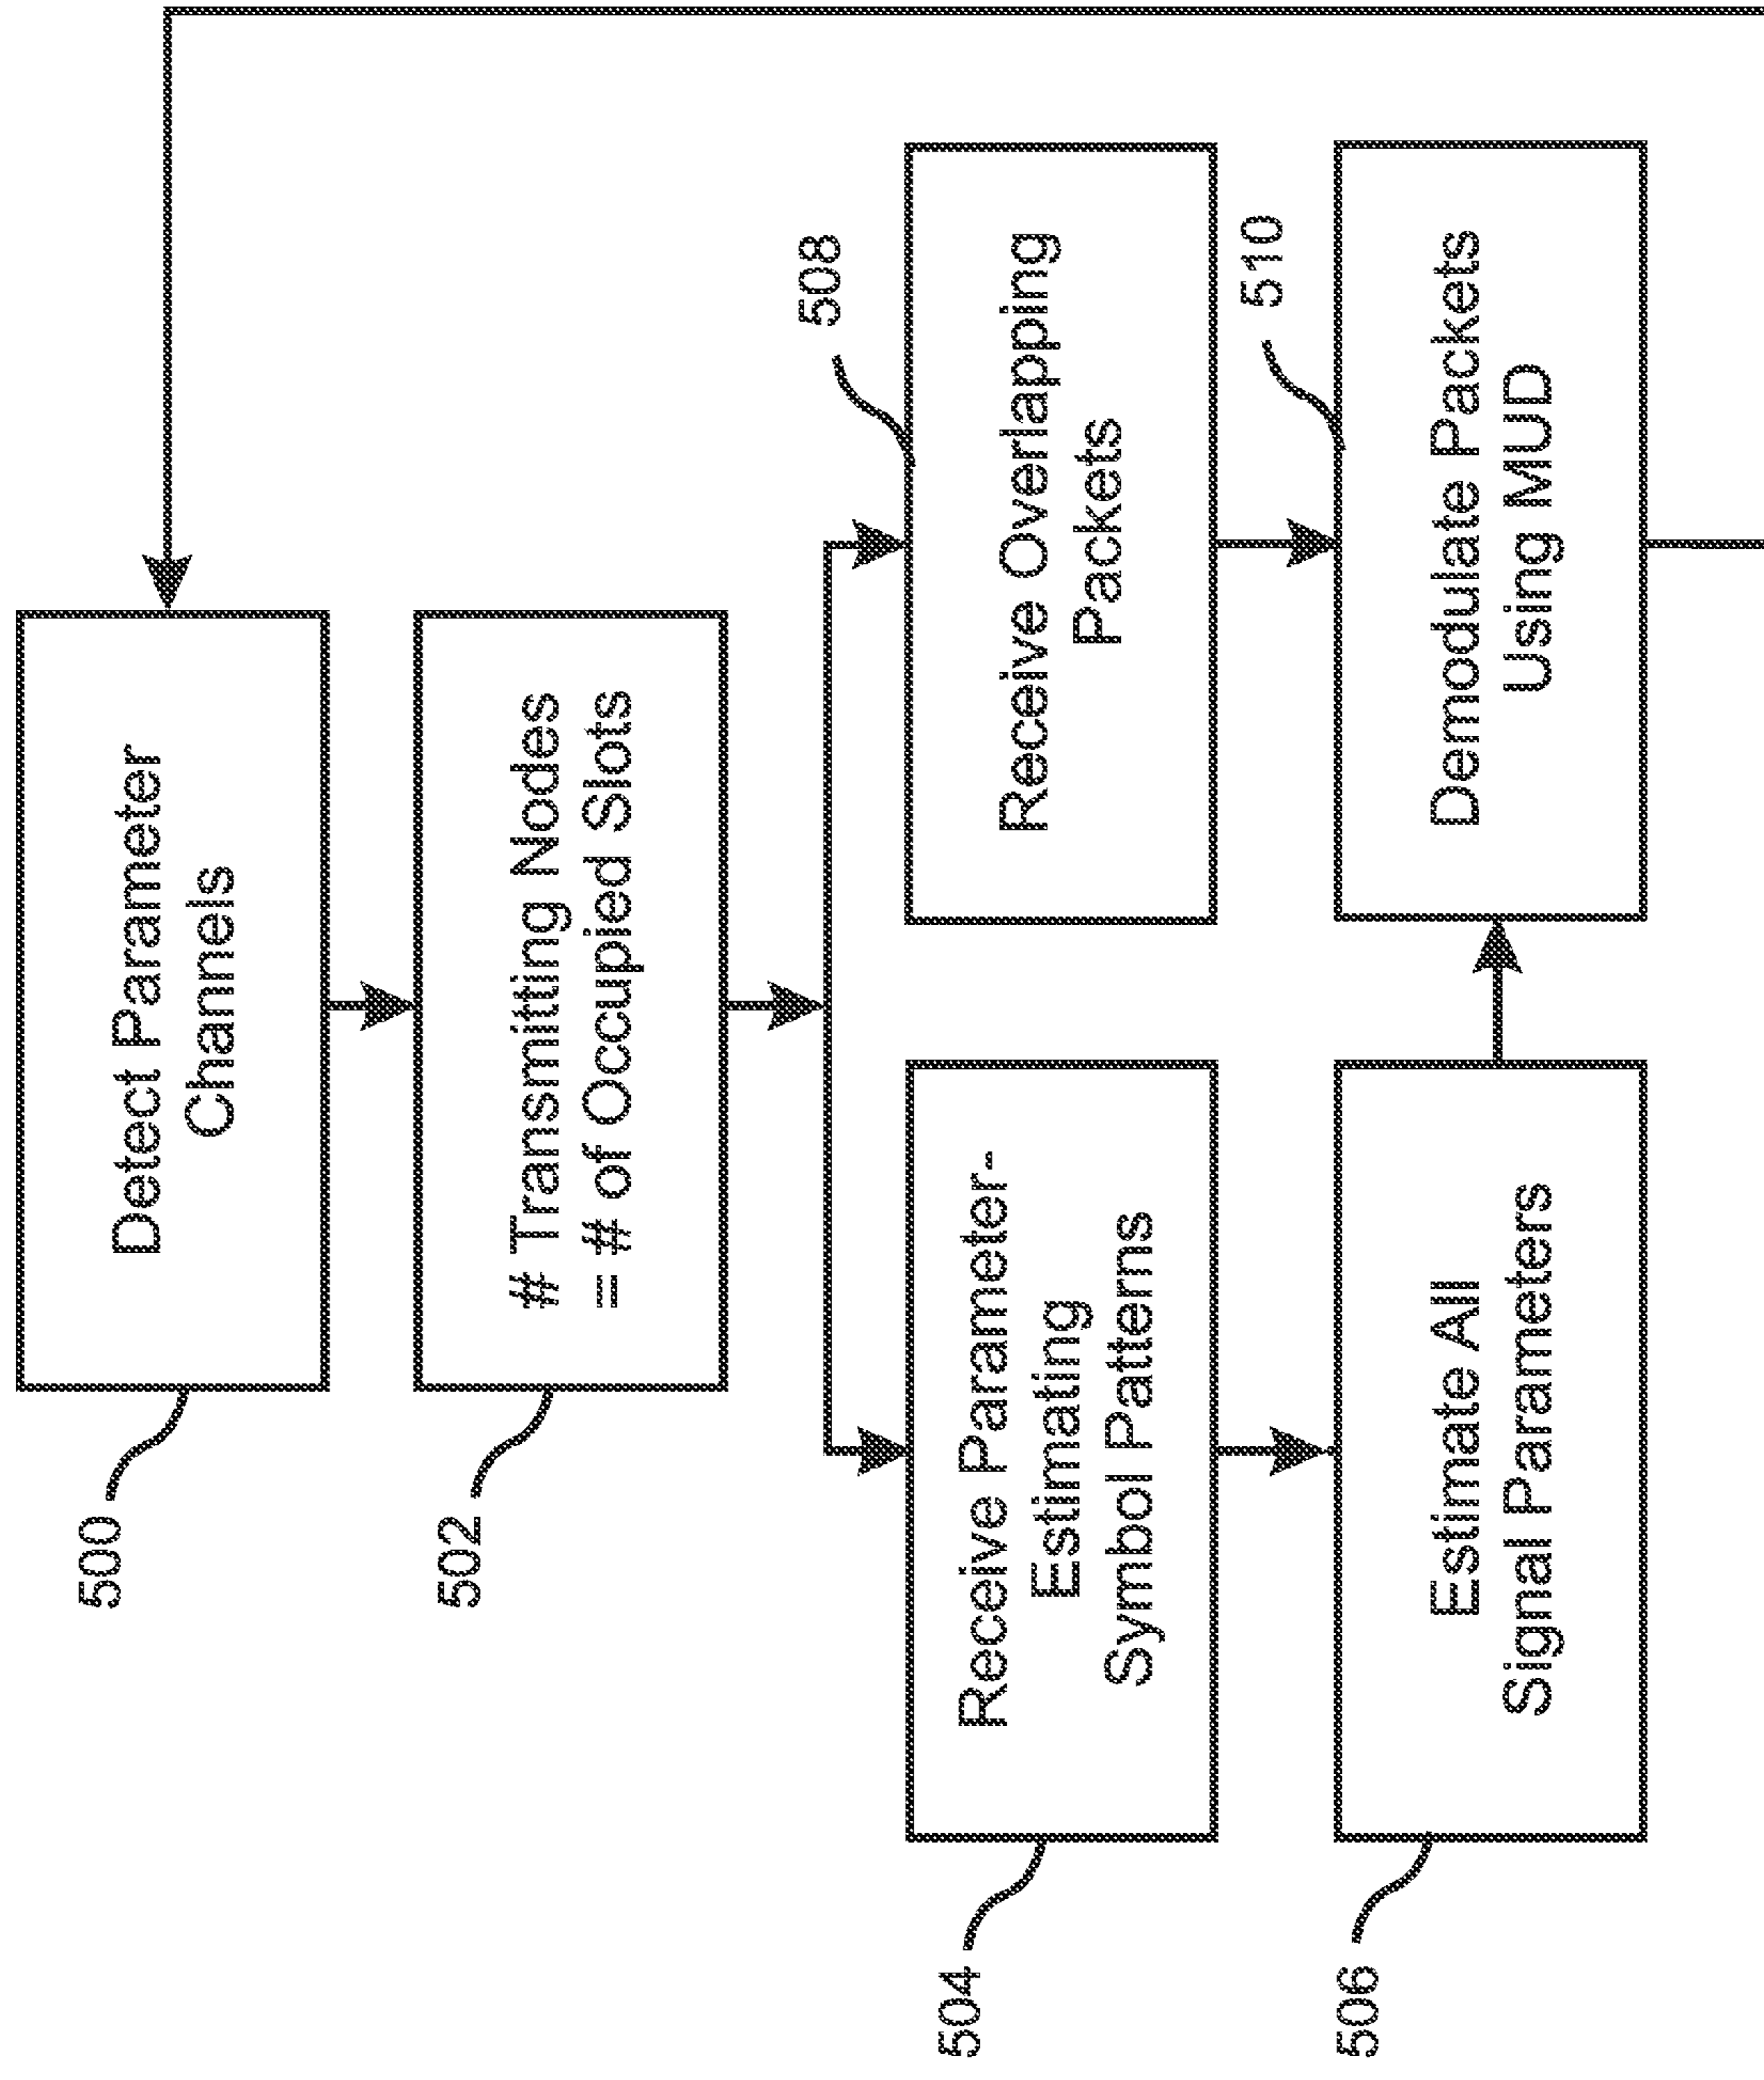 500
Detect Parameter
Channels
502
# Transmitting Nodes
= # of Occupied Slots
504
Receive Parameter-
Estimating
Symbol Patterns
508
Receive Overlapping
Packets
506
Estimate All
Signal Parameters
510
Demodulate Packets
Using MUD